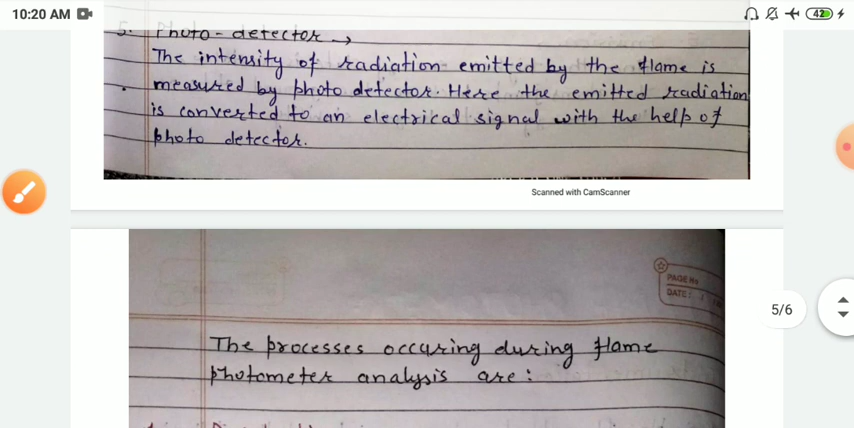 10:20 AM
42
5. Photo-detector →
The intensity of radiation emitted by the flame is
measured by photo detector. Here the emitted radiation
is converted to an electrical signal with the help of
photo detector.
Scanned with CamScanner
PAGE No
DATE: / /
5/6
The processes occuring during flame
photometer analysis are: